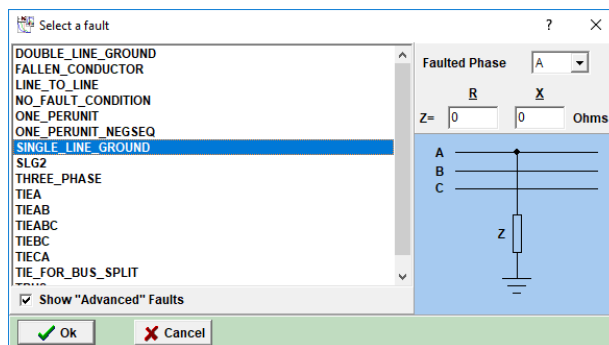 Select a fault
? ×
DOUBLE_LINE_GROUND
FALLEN_CONDUCTOR
LINE_TO_LINE
NO_FAULT_CONDITION
ONE_PERUNIT
ONE_PERUNIT_NEGSEQ
SINGLE_LINE_GROUND
SLG2
THREE_PHASE
TIEA
TIEAB
TIEABC
TIEBC
TIECA
TIE_FOR_BUS_SPLIT
Show "Advanced" Faults
Ok
Cancel
Faulted Phase A
R X
Z= 0 0 Ohms
A
B
C
Z